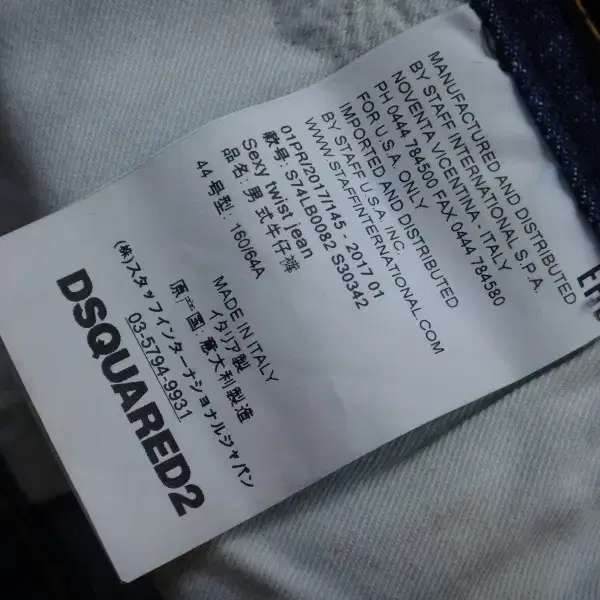 MANUFACTURED AND DISTRIBUTED
BY STAFF INTERNATIONAL S.P.A.
NOVENTA VICENTINA - ITALY
PH 0444 784500 FAX 0444 784580
FOR U.S.A. ONLY
IMPORTED AND DISTRIBUTED
BY STAFF U.S.A. INC.
WWW.STAFFINTERNATIONAL.COM
01PR/2017/145 - 2017 01
款号: S74LB0082 S30342
Sexy twist jean
品名: 男式牛仔裤
44 号型: 160/64A
MADE IN ITALY
イタリア製
原产国: 意大利製造
(株)スタッフインターナショナルジャパン
03-5794-9931
DSQUARED2